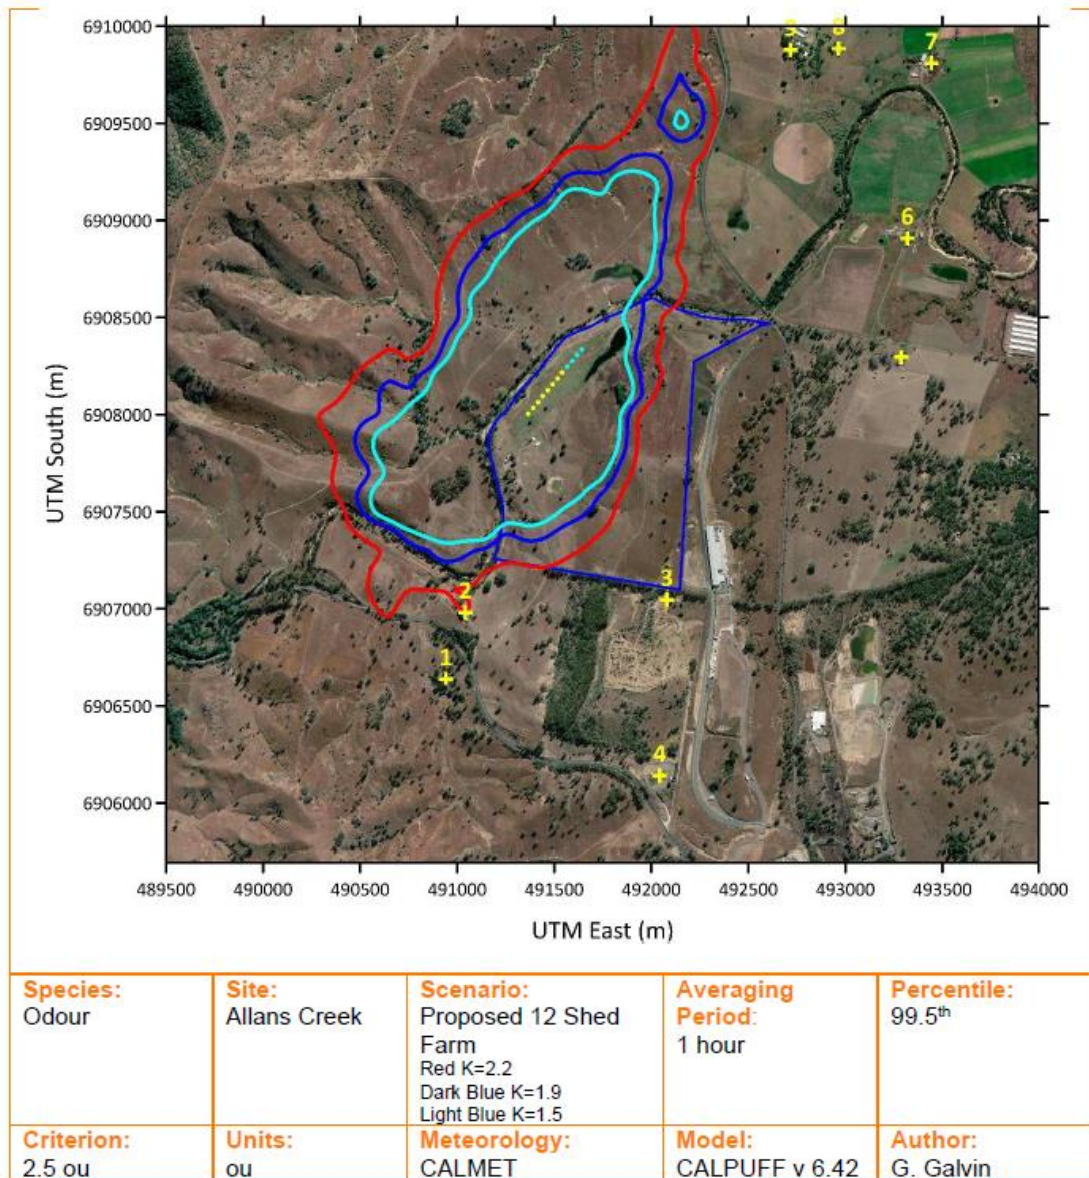 6910000
6909500
6909000
6908500
6908000
6907500
6907000
6906500
6906000
UTM South (m)
8
7
6
2
3
1
4
489500 490000 490500 491000 491500 492000 492500 493000 493500 494000
UTM East (m)
Species:
Odour
Site:
Allans Creek
Scenario:
Proposed 12 Shed
Farm
Red K=2.2
Dark Blue K=1.9
Light Blue K=1.5
Averaging
Period:
1 hour
Percentile:
99.5th
Criterion:
2.5 ou
Units:
ou
Meteorology:
CALMET
Model:
CALPUFF v 6.42
Author:
G. Galvin